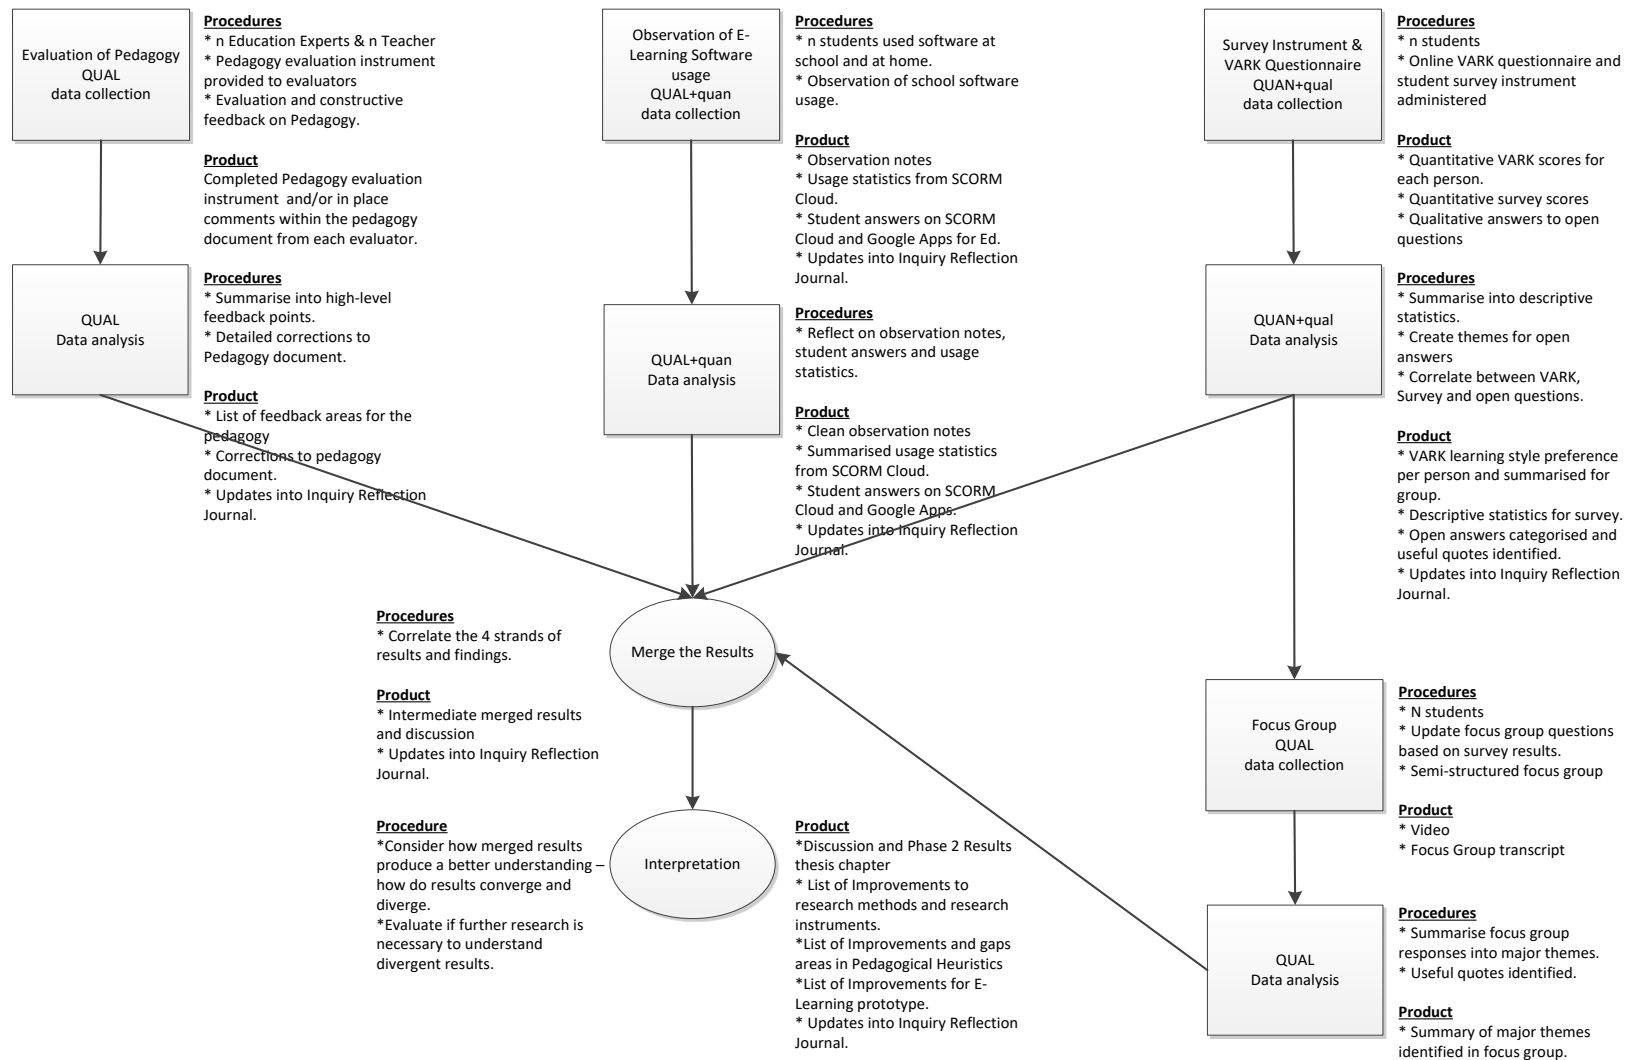 Evaluation of Pedagogy
QUAL
data collection
Procedures
* n Education Experts & n Teacher
* Pedagogy evaluation instrument
provided to evaluators
* Evaluation and constructive
feedback on Pedagogy.
Product
Completed Pedagogy evaluation
instrument  and/or in place
comments within the pedagogy
document from each evaluator.
QUAL
Data analysis
Procedures
* Summarise into high-level
feedback points.
* Detailed corrections to
Pedagogy document.
Product
* List of feedback areas for the
pedagogy
* Corrections to pedagogy
document.
* Updates into Inquiry Reflection
Journal.
Observation of E-
Learning Software
usage
QUAL+quan
data collection
Procedures
* n students used software at
school and at home.
* Observation of school software
usage.
Product
* Observation notes
* Usage statistics from SCORM
Cloud.
* Student answers on SCORM
Cloud and Google Apps for Ed.
* Updates into Inquiry Reflection
Journal.
QUAL+quan
Data analysis
Procedures
* Reflect on observation notes,
student answers and usage
statistics.
Product
* Clean observation notes
* Summarised usage statistics
from SCORM Cloud.
* Student answers on SCORM
Cloud and Google Apps.
* Updates into Inquiry Reflection
Journal.
Survey Instrument &
VARK Questionnaire
QUAN+qual
data collection
Procedures
* n students
* Online VARK questionnaire and
student survey instrument
administered
Product
* Quantitative VARK scores for
each person.
* Quantitative survey scores
* Qualitative answers to open
questions
QUAN+qual
Data analysis
Procedures
* Summarise into descriptive
statistics.
* Create themes for open
answers
* Correlate between VARK,
Survey and open questions.
Product
* VARK learning style preference
per person and summarised for
group.
* Descriptive statistics for survey.
* Open answers categorised and
useful quotes identified.
* Updates into Inquiry Reflection
Journal.
Procedures
* Correlate the 4 strands of
results and findings.
Product
* Intermediate merged results
and discussion
* Updates into Inquiry Reflection
Journal.
Merge the Results
Focus Group
QUAL
data collection
Procedures
* N students
* Update focus group questions
based on survey results.
* Semi-structured focus group
Product
* Video
* Focus Group transcript
Procedure
*Consider how merged results
produce a better understanding –
how do results converge and
diverge.
*Evaluate if further research is
necessary to understand
divergent results.
Interpretation
Product
*Discussion and Phase 2 Results
thesis chapter
* List of Improvements to
research methods and research
instruments.
*List of Improvements and gaps
areas in Pedagogical Heuristics
*List of Improvements for E-
Learning prototype.
* Updates into Inquiry Reflection
Journal.
QUAL
Data analysis
Procedures
* Summarise focus group
responses into major themes.
* Useful quotes identified.
Product
* Summary of major themes
identified in focus group.